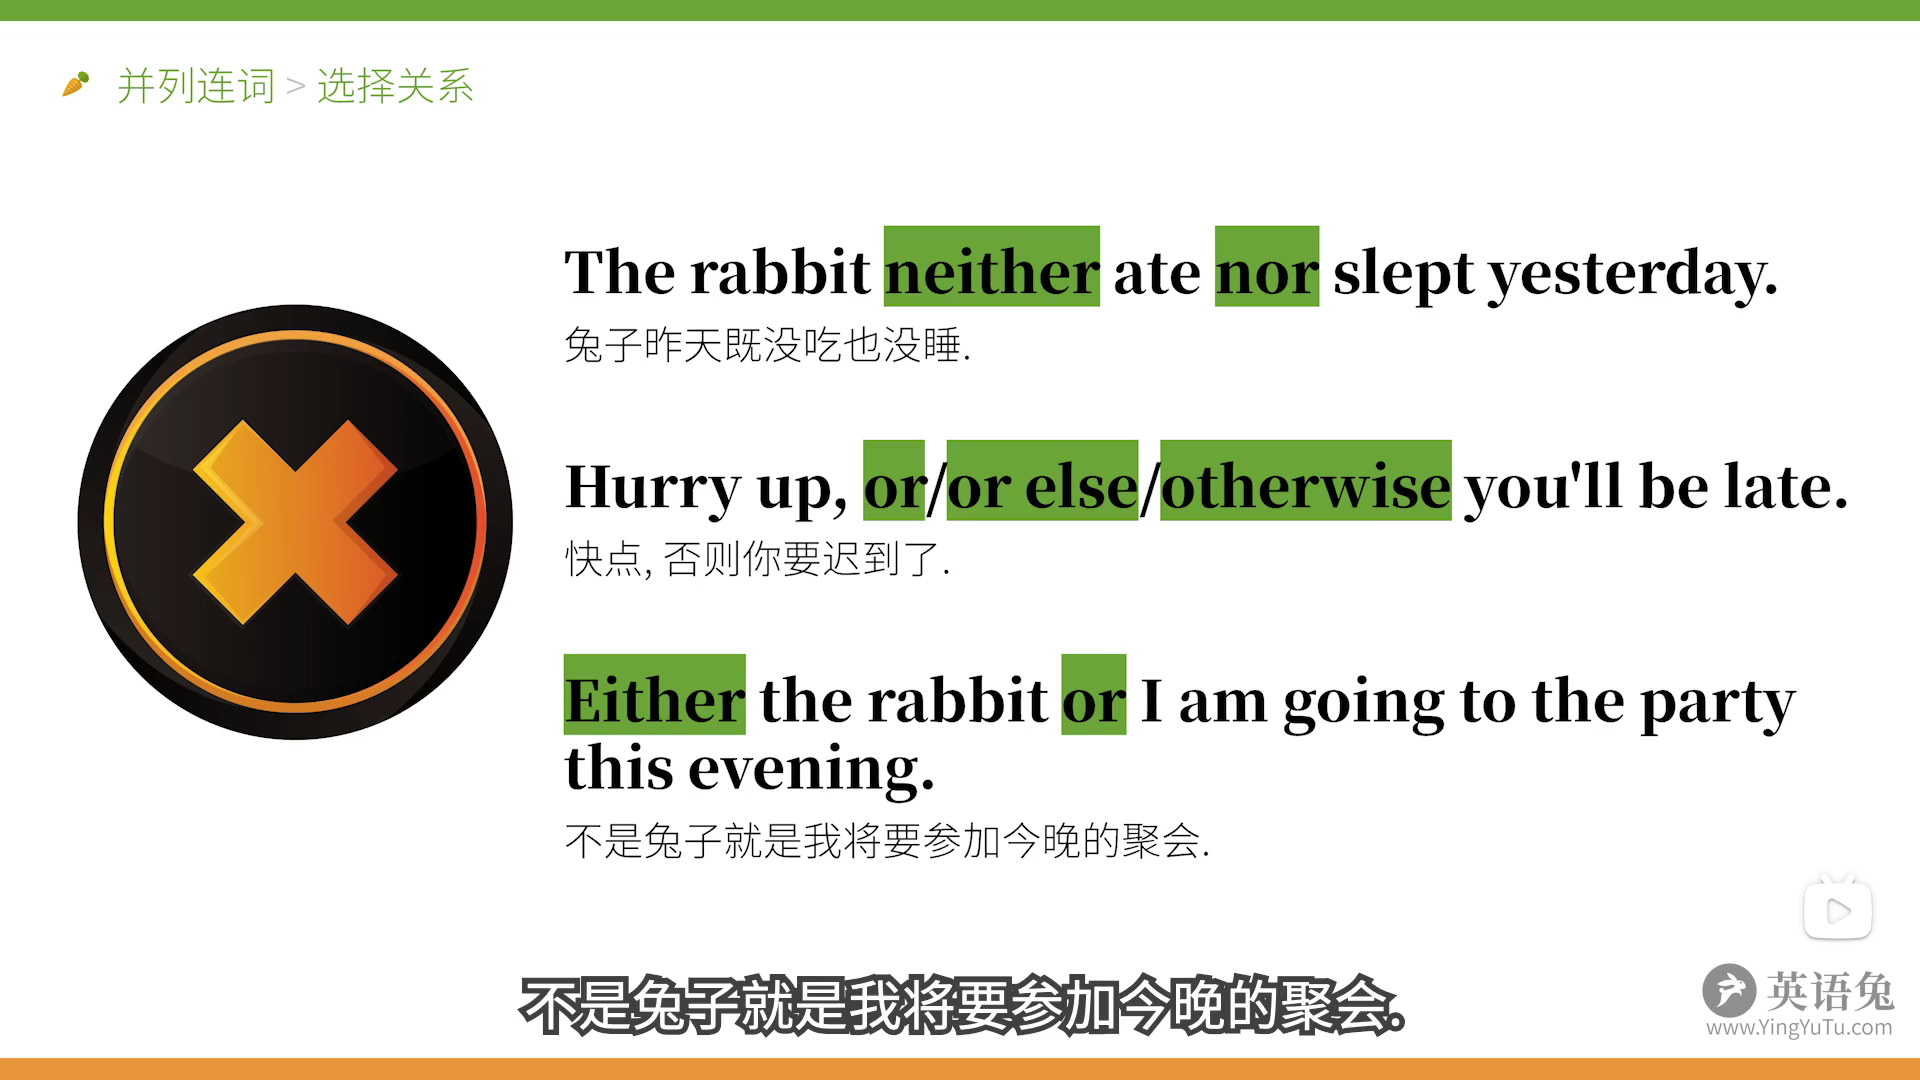 并列连词 > 选择关系
The rabbit neither ate nor slept yesterday.
兔子昨天既没吃也没睡.
Hurry up, or/or else/otherwise you'll be late.
快点, 否则你要迟到了.
Either the rabbit or I am going to the party
this evening.
不是兔子就是我将要参加今晚的聚会.
不是兔子就是我将要参加今晚的聚会.
英语兔
www.YingYuTu.com